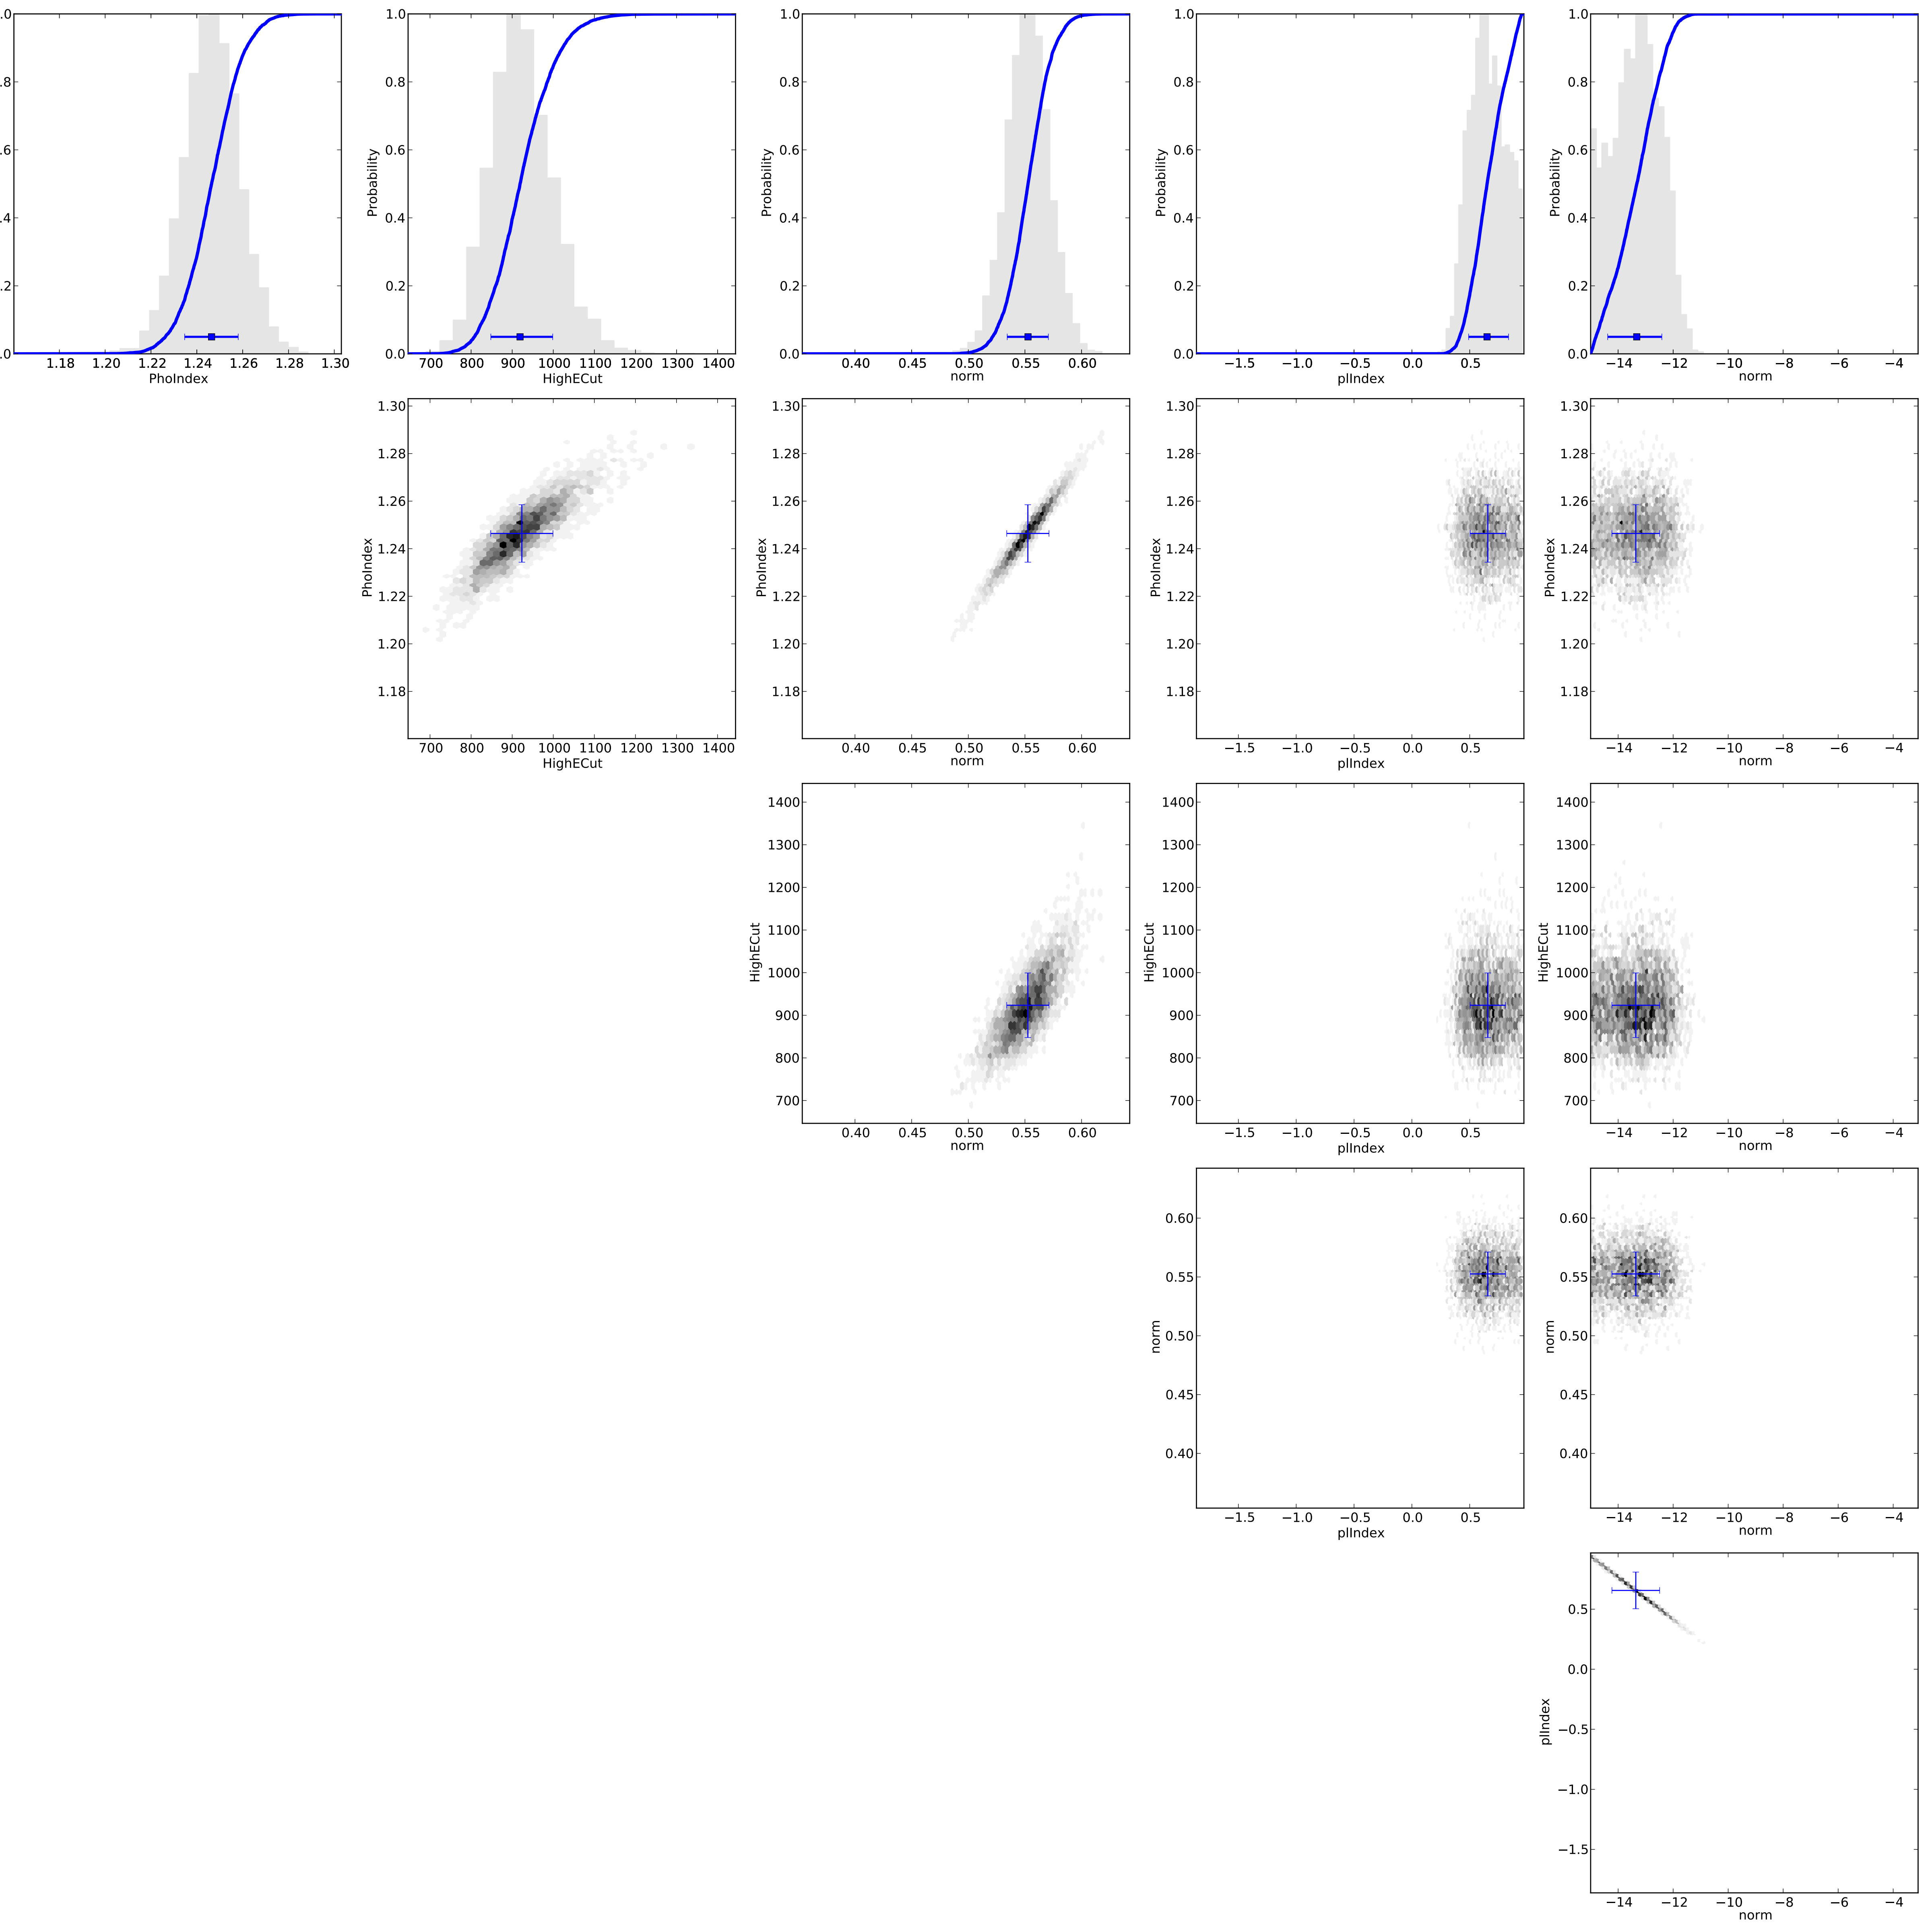 .0 1.0 1.0 1.0 1.0
.8 0.8 0.8 0.8 0.8
.6 0.6 0.6 0.6 0.6
Probability Probability Probability Probability
.4 0.4 0.4 0.4 0.4
.2 0.2 0.2 0.2 0.2
.0 0.0 0.0 0.0 0.0
1.18 1.20 1.22 1.24 1.26 1.28 1.30
PhoIndex
700 800 900 1000 1100 1200 1300 1400
HighECut
0.40 0.45 0.50 0.55 0.60
norm
−1.5 −1.0 −0.5 0.0 0.5
plIndex
−14 −12 −10 −8 −6 −4
norm
1.30 1.30 1.30 1.30
1.28 1.28 1.28 1.28
1.26 1.26 1.26 1.26
1.24 1.24 1.24 1.24
PhoIndex PhoIndex PhoIndex PhoIndex
1.22 1.22 1.22 1.22
1.20 1.20 1.20 1.20
1.18 1.18 1.18 1.18
700 800 900 1000 1100 1200 1300 1400
HighECut
0.40 0.45 0.50 0.55 0.60
norm
−1.5 −1.0 −0.5 0.0 0.5
plIndex
−14 −12 −10 −8 −6 −4
norm
1400 1400 1400
1300 1300 1300
1200 1200 1200
1100 1100 1100
HighECut HighECut HighECut
1000 1000 1000
900 900 900
800 800 800
700 700 700
0.40 0.45 0.50 0.55 0.60
norm
−1.5 −1.0 −0.5 0.0 0.5
plIndex
−14 −12 −10 −8 −6 −4
norm
0.60 0.60
0.55 0.55
norm norm
0.50 0.50
0.45 0.45
0.40 0.40
−1.5 −1.0 −0.5 0.0 0.5
plIndex
−14 −12 −10 −8 −6 −4
norm
0.5
0.0
plIndex
−0.5
−1.0
−1.5
−14 −12 −10 −8 −6 −4
norm